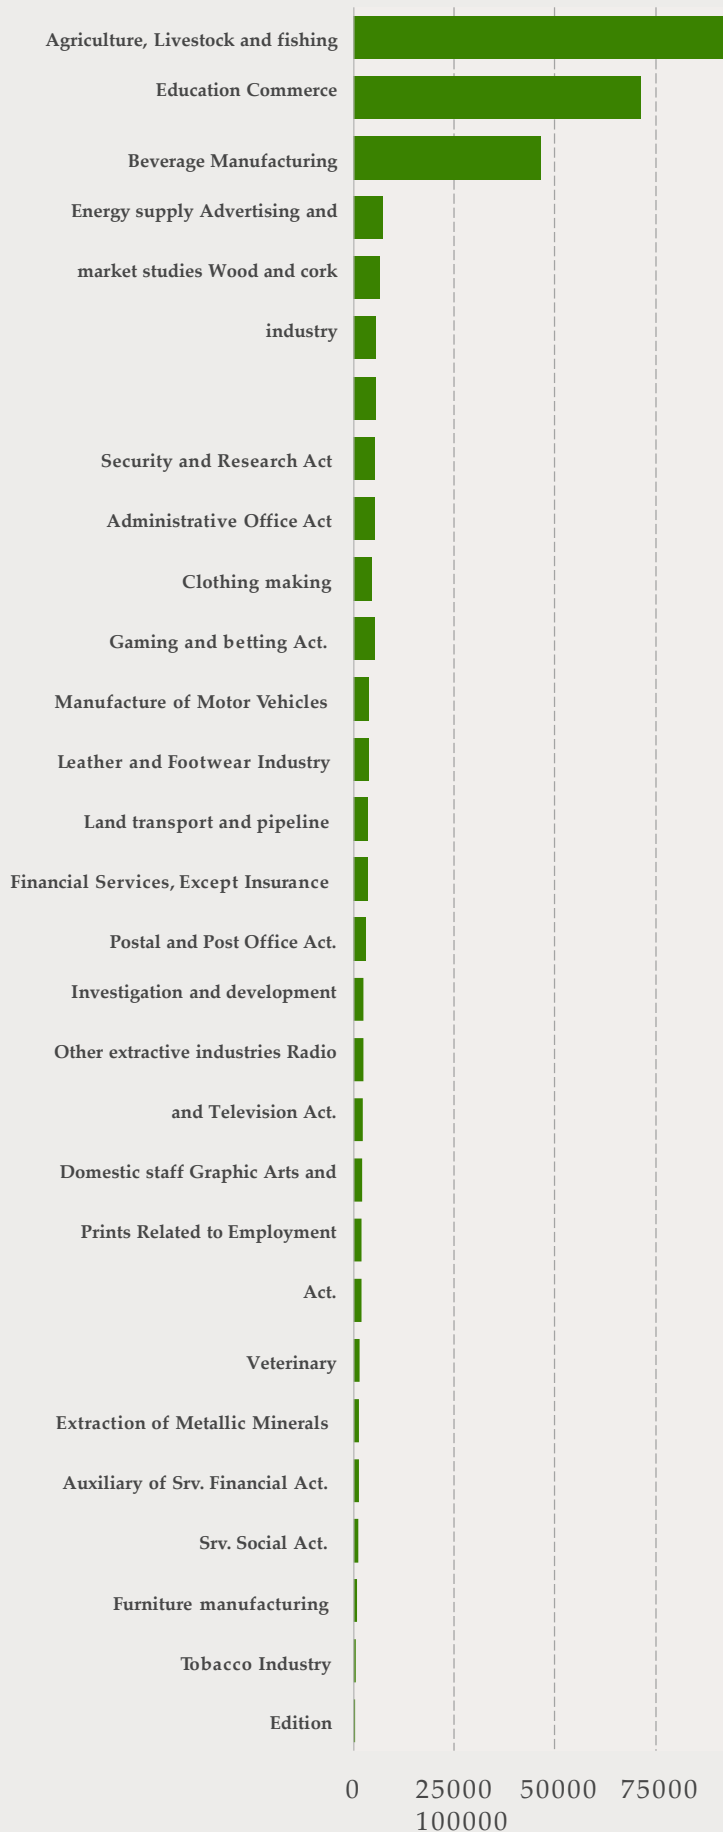 Agriculture, Livestock and fishing
Education Commerce
Beverage Manufacturing
Energy supply Advertising and
market studies Wood and cork
industry
Security and Research Act
Administrative Office Act
Clothing making
Gaming and betting Act.
Manufacture of Motor Vehicles
Leather and Footwear Industry
Land transport and pipeline
Financial Services, Except Insurance
Postal and Post Office Act.
Investigation and development
Other extractive industries Radio
and Television Act.
Domestic staff Graphic Arts and
Prints Related to Employment
Act.
Veterinary
Extraction of Metallic Minerals
Auxiliary of Srv. Financial Act.
Srv. Social Act.
Furniture manufacturing
Tobacco Industry
Edition
0 25000 50000 75000
100000